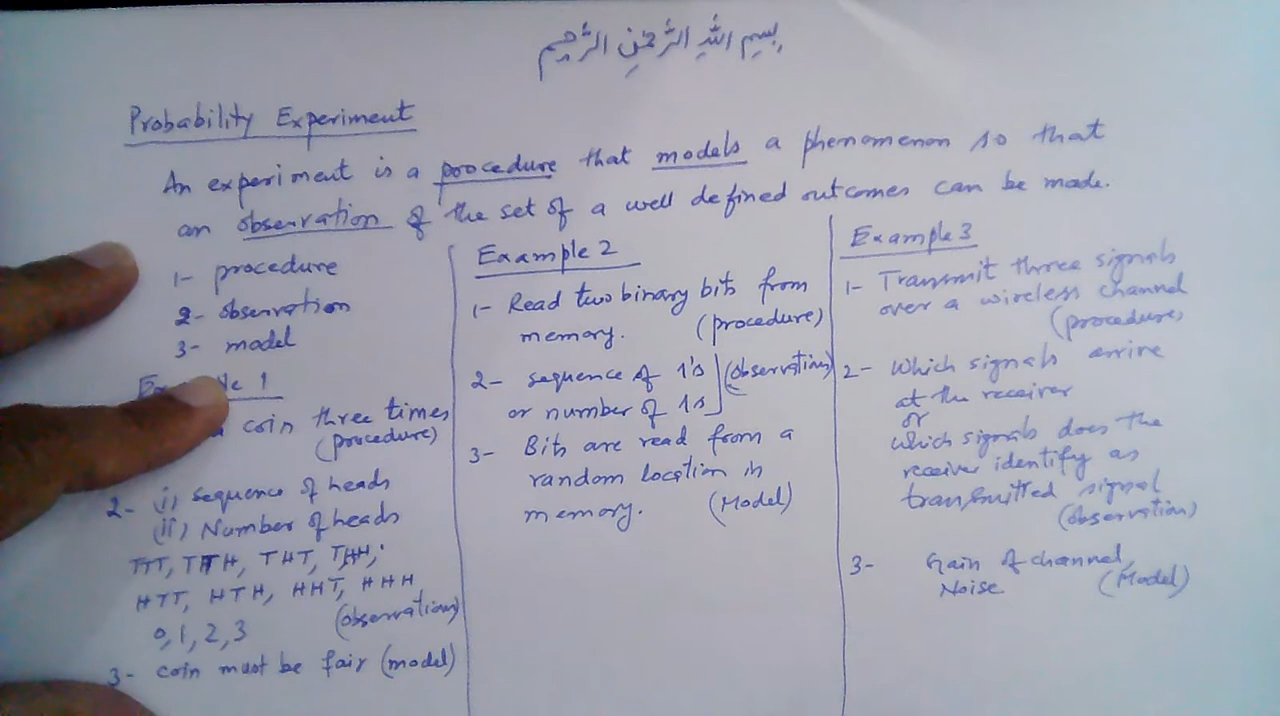 بِسْمِ اللهِ الرَّحْمٰنِ الرَّحِيْمِ
Probability Experiment
An experiment is a procedure that models a phenomenon so that
an observation of the set of a well defined outcomes can be made.
1- procedure
2- observation
3- model
1
coin three times
(procedure)
2- (i) sequence of heads
(ii) Number of heads
TTT, TTH, THT, THH,
HTT, HTH, HHT, HHH
0, 1, 2, 3 (observation)
3- coin must be fair (model)
Example 2
1- Read two binary bits from
memory. (procedure)
2- sequence of 1's
or number of 1s (observation)
3- Bits are read from a
random location in
memory. (Model)
Example 3
1- Transmit three signals
over a wireless channel
(procedure)
2- Which signals arrive
at the receiver
or
which signals does the
receiver identify as
transmitted signal
(observation)
3- Gain of channel,
Noise (Model)